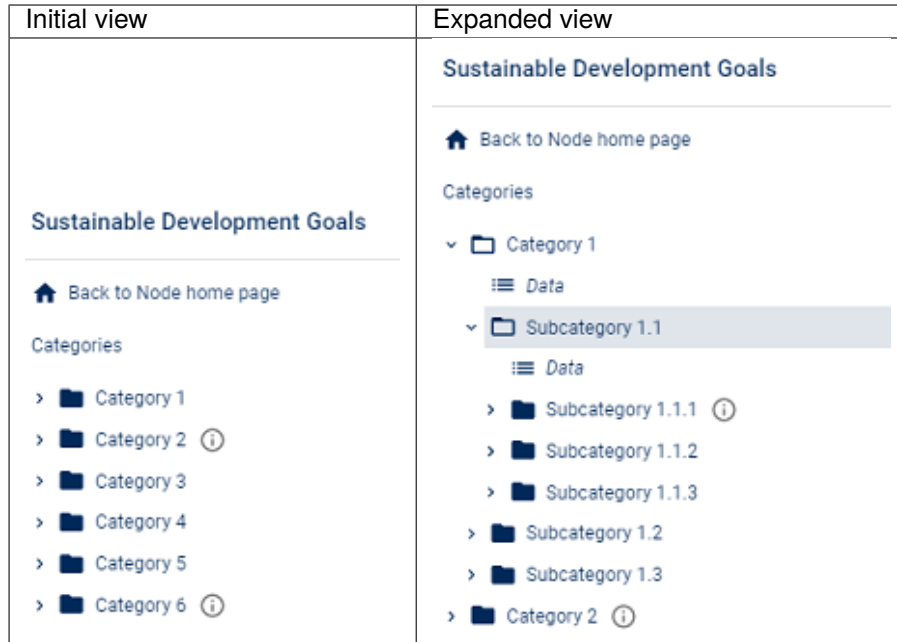 Initial view
Sustainable Development Goals
Back to Node home page
Categories
Category 1
Category 2
Category 3
Category 4
Category 5
Category 6
Expanded view
Sustainable Development Goals
Back to Node home page
Categories
Category 1
Data
Subcategory 1.1
Data
Subcategory 1.1.1
Subcategory 1.1.2
Subcategory 1.1.3
Subcategory 1.2
Subcategory 1.3
Category 2